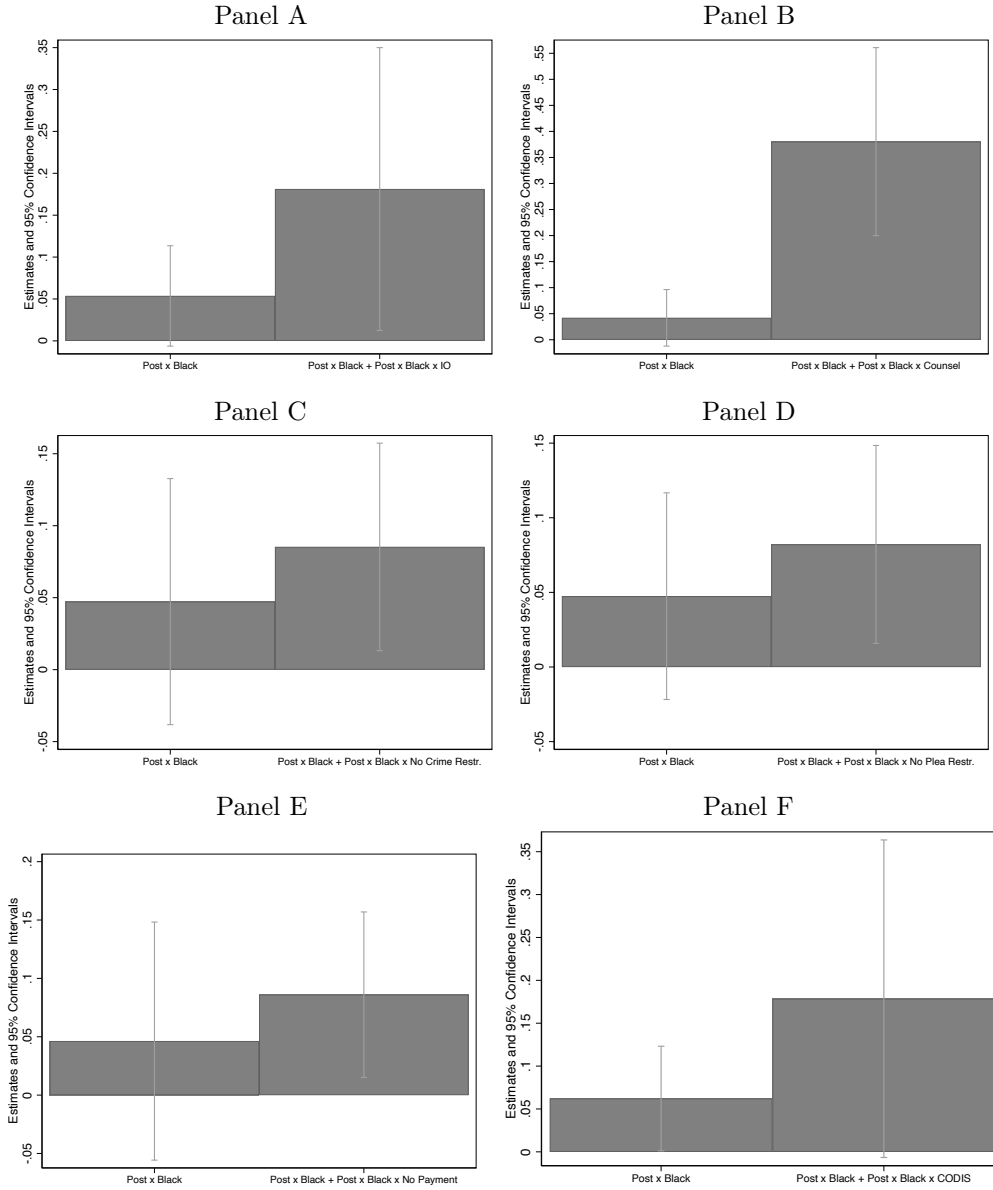 Panel A
Estimates and 95% Confidence Intervals
.35
.3
.25
.2
.15
.1
.05
0
Post x Black
Post x Black + Post x Black x IO
Panel B
Estimates and 95% Confidence Intervals
.55
.5
.45
.4
.35
.3
.25
.2
.15
.1
.05
0
Post x Black
Post x Black + Post x Black x Counsel
Panel C
Estimates and 95% Confidence Intervals
.15
.1
.05
0
-.05
Post x Black
Post x Black + Post x Black x No Crime Restr.
Panel D
Estimates and 95% Confidence Intervals
.15
.1
.05
0
-.05
Post x Black
Post x Black + Post x Black x No Plea Restr.
Panel E
Estimates and 95% Confidence Intervals
.2
.15
.1
.05
0
-.05
Post x Black
Post x Black + Post x Black x No Payment
Panel F
Estimates and 95% Confidence Intervals
.35
.3
.25
.2
.15
.1
.05
0
Post x Black
Post x Black + Post x Black x CODIS